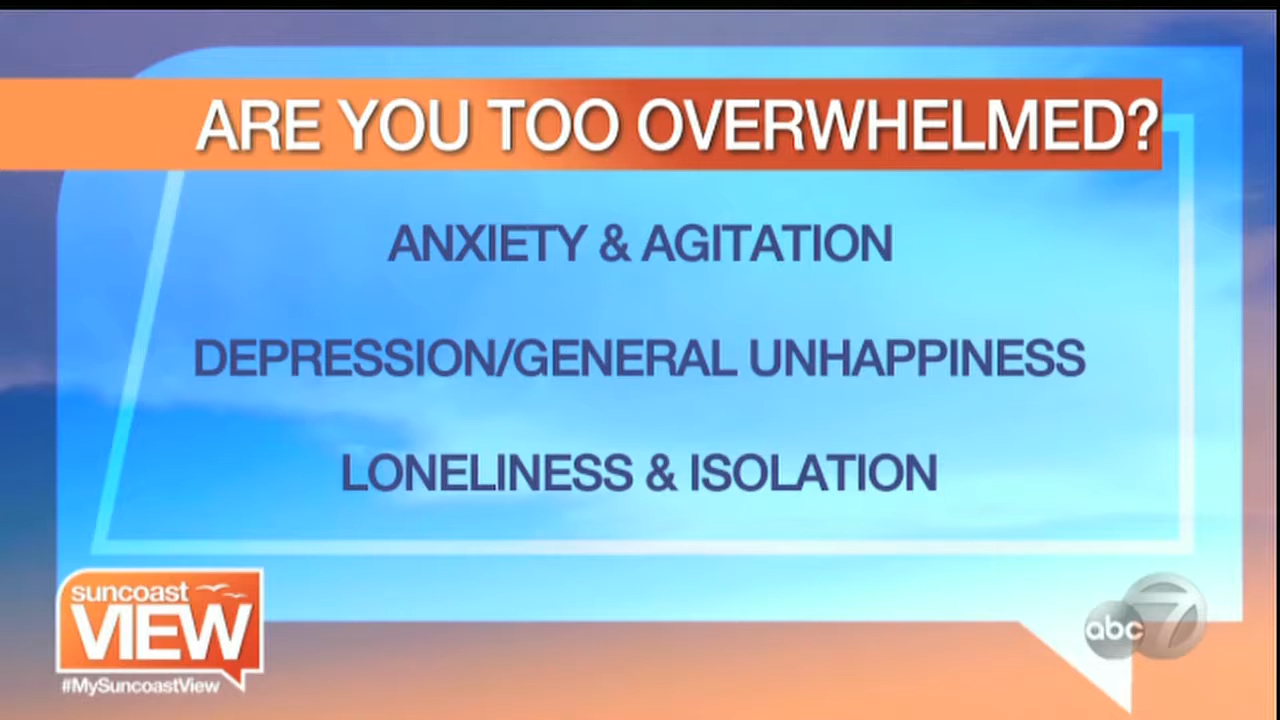 ARE YOU TOO OVERWHELMED?
ANXIETY & AGITATION
DEPRESSION/GENERAL UNHAPPINESS
LONELINESS & ISOLATION
suncoast
VIEW
#MySuncoastView
abc 7